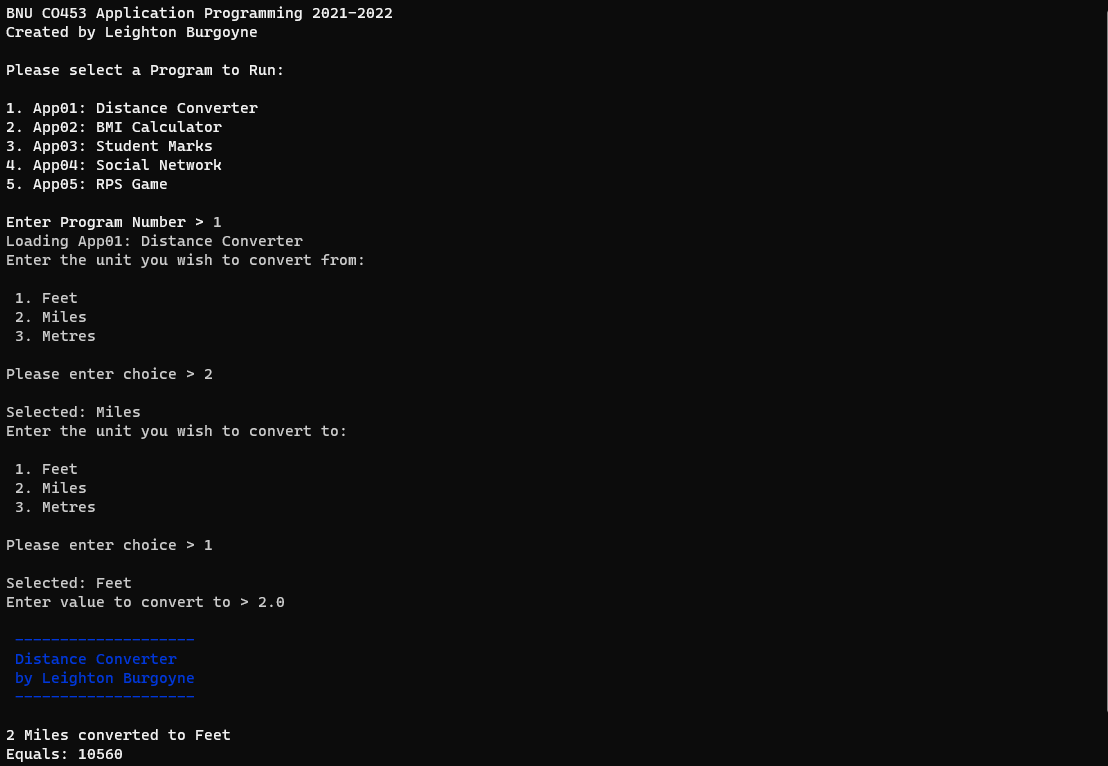 BNU CO453 Application Programming 2021-2022
Created by Leighton Burgoyne
Please select a Program to Run:
1. App01: Distance Converter
2. App02: BMI Calculator
3. App03: Student Marks
4. App04: Social Network
5. App05: RPS Game
Enter Program Number > 1
Loading App01: Distance Converter
Enter the unit you wish to convert from:
1. Feet
2. Miles
3. Metres
Please enter choice > 2
Selected: Miles
Enter the unit you wish to convert to:
1. Feet
2. Miles
3. Metres
Please enter choice > 1
Selected: Feet
Enter value to convert to > 2.0
--------------------
Distance Converter
by Leighton Burgoyne
--------------------
2 Miles converted to Feet
Equals: 10560